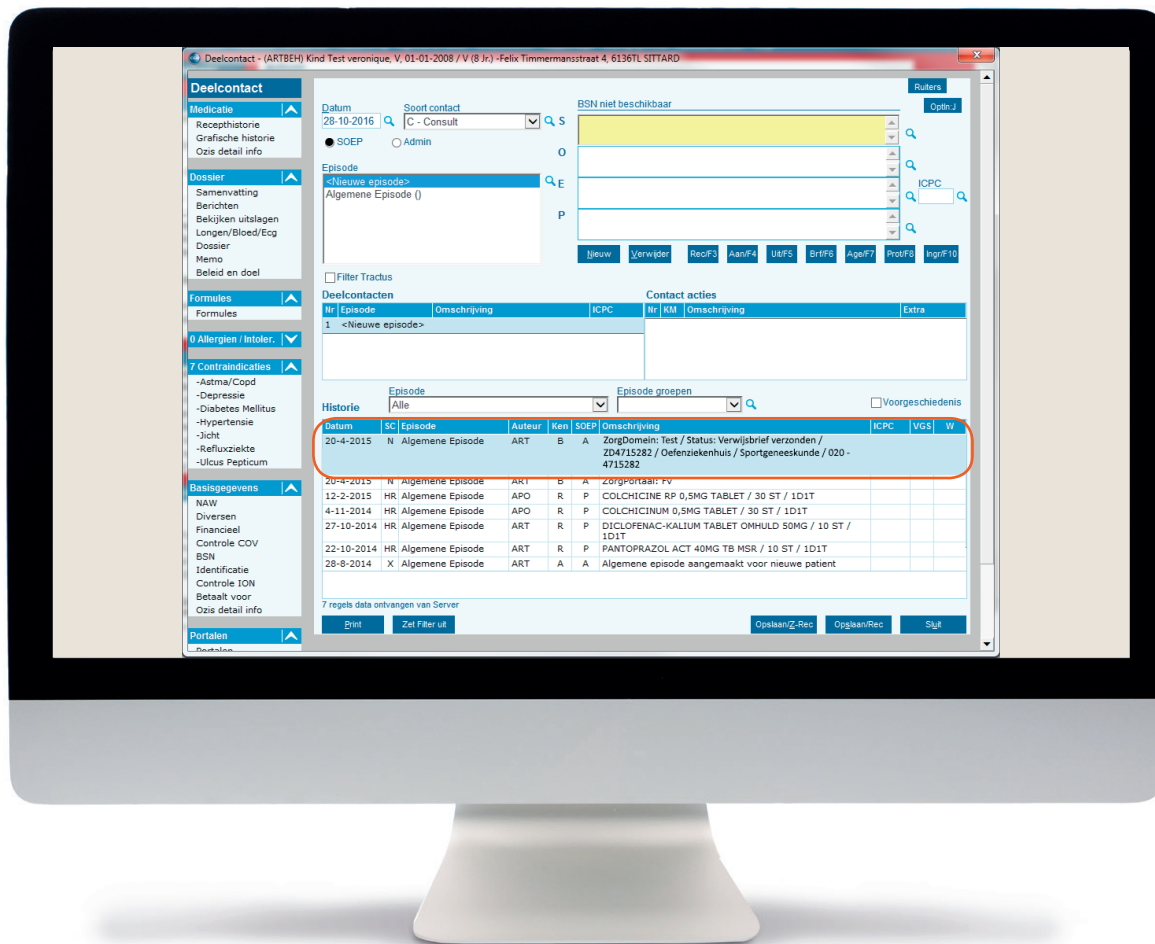 Deelcontact - (ARTBEH) Kind Test veronique, V, 01-01-2008 / V (8 Jr.) -Felix Timmermansstraat 4, 6136TL SITTARD
Deelcontact
Medicatie
Recepthistorie
Grafische historie
Ozis detail info
Dossier
Samenvatting
Berichten
Bekijken uitslagen
Longen/Bloed/Ecg
Dossier
Memo
Beleid en doel
Formules
Formules
0 Allergien / Intoler.
7 Contraindicaties
-Astma/Copd
-Depressie
-Diabetes Mellitus
-Hypertensie
-Jicht
-Refluxziekte
-Ulcus Pepticum
Basisgegevens
NAW
Diversen
Financieel
Controle COV
BSN
Identificatie
Controle ION
Betaalt voor
Ozis detail info
Portalen
Portalen
Ruiters
OptIn:J
Datum Soort contact BSN niet beschikbaar
28-10-2016 C - Consult S
SOEP Admin
O
Episode
<Nieuwe episode> E ICPC
Algemene Episode ()
P
Nieuw Verwijder Rec/F3 Aan/F4 Uit/F5 Brf/F6 Age/F7 Prot/F8 Ingr/F10
Filter Tractus
Deelcontacten Contact acties
Nr Episode Omschrijving ICPC Nr KM Omschrijving Extra
1 <Nieuwe episode>
Episode Episode groepen
Historie Alle Voorgeschiedenis
Datum SC Episode Auteur Ken SOEP Omschrijving ICPC VGS W
20-4-2015 N Algemene Episode ART B A ZorgDomein: Test / Status: Verwijsbrief verzonden /
ZD4715282 / Oefenziekenhuis / Sportgeneeskunde / 020 -
4715282
20-4-2015 N Algemene Episode ART B A ZorgPortaal: FV
12-2-2015 HR Algemene Episode APO R P COLCHICINE RP 0,5MG TABLET / 30 ST / 1D1T
4-11-2014 HR Algemene Episode APO R P COLCHICINUM 0,5MG TABLET / 30 ST / 1D1T
27-10-2014 HR Algemene Episode ART R P DICLOFENAC-KALIUM TABLET OMHULD 50MG / 10 ST /
1D1T
22-10-2014 HR Algemene Episode ART R P PANTOPRAZOL ACT 40MG TB MSR / 10 ST / 1D1T
28-8-2014 X Algemene Episode ART A A Algemene episode aangemaakt voor nieuwe patient
7 regels data ontvangen van Server
Print Zet Filter uit Opslaan/Z-Rec Opslaan/Rec Sluit